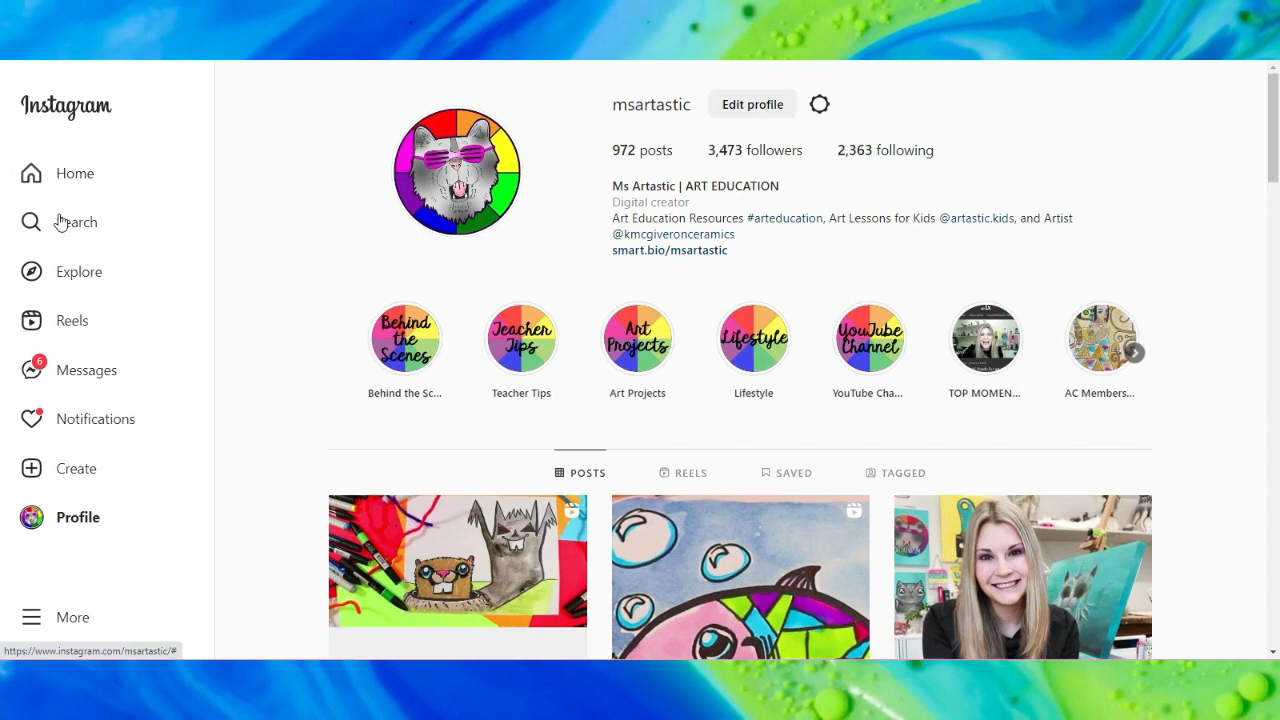 Instagram
Home
Search
Explore
Reels
6
Messages
Notifications
Create
Profile
More
https://www.instagram.com/msartastic/#
msartastic Edit profile
972 posts 3,473 followers 2,363 following
Ms Artastic | ART EDUCATION
Digital creator
Art Education Resources #arteducation, Art Lessons for Kids @artastic.kids, and Artist
@kmcgiveronceramics
smart.bio/msartastic
Behind
the
Scenes
Teacher
Tips
Art
Projects
Lifestyle
YouTube
Channel
Behind the Sc... Teacher Tips Art Projects Lifestyle YouTube Cha... TOP MOMEN... AC Members...
POSTS REELS SAVED TAGGED